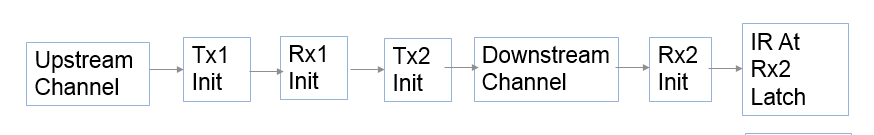 Upstream
Channel
Tx1
Init
Rx1
Init
Tx2
Init
Downstream
Channel
Rx2
Init
IR At
Rx2
Latch